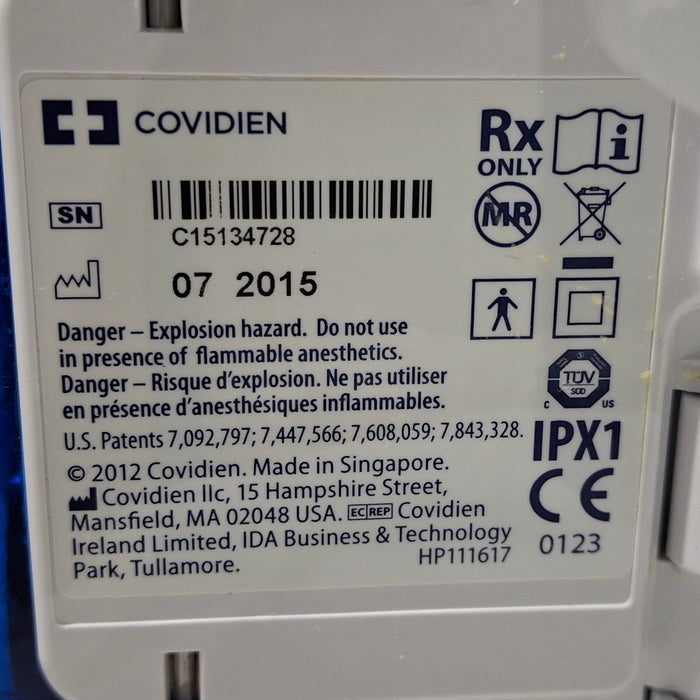 COVIDIEN
Rx
ONLY
i
SN
C15134728
MR
07 2015
Danger – Explosion hazard. Do not use
in presence of flammable anesthetics.
Danger – Risque d'explosion. Ne pas utiliser
en présence d'anesthésiques inflammables.
TÜV
SÜD
C US
U.S. Patents 7,092,797; 7,447,566; 7,608,059; 7,843,328.
IPX1
© 2012 Covidien. Made in Singapore.
Covidien llc, 15 Hampshire Street,
Mansfield, MA 02048 USA. EC REP Covidien
Ireland Limited, IDA Business & Technology
Park, Tullamore.
HP111617
CE
0123